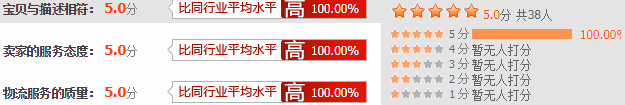 宝贝与描述相符： 5.0分 比同行业平均水平 高 100.00%
卖家的服务态度： 5.0分 比同行业平均水平 高 100.00%
物流服务的质量： 5.0分 比同行业平均水平 高 100.00%
5.0分 共38人
5分 100.00%
4分 暂无人打分
3分 暂无人打分
2分 暂无人打分
1分 暂无人打分